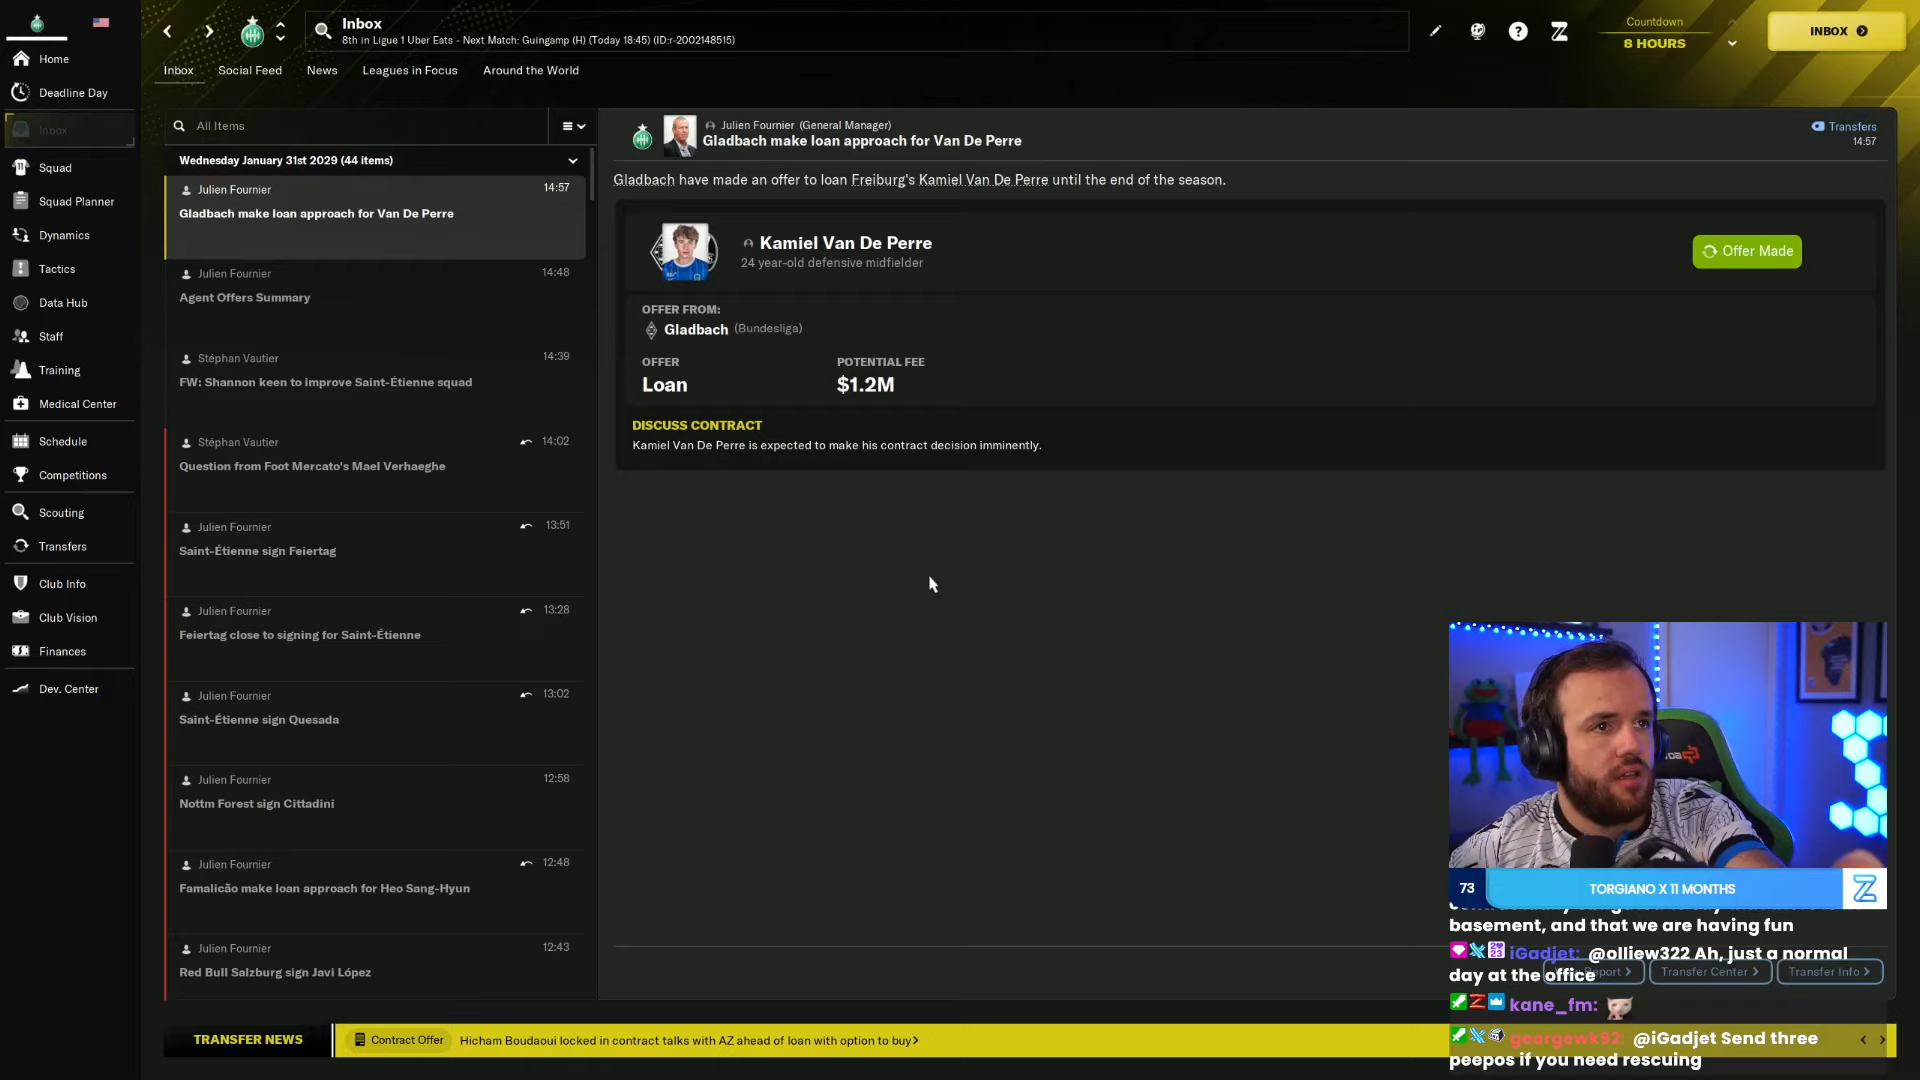 Inbox
8th in Ligue 1 Uber Eats - Next Match: Guingamp (H) (Today 18:45) (ID:r-2002148515)
Countdown
8 HOURS
INBOX
Inbox Social Feed News Leagues in Focus Around the World
Home
Deadline Day
Inbox
Squad
Squad Planner
Dynamics
Tactics
Data Hub
Staff
Training
Medical Center
Schedule
Competitions
Scouting
Transfers
Club Info
Club Vision
Finances
Dev. Center
All Items
Wednesday January 31st 2029 (44 items)
Julien Fournier 14:57
Gladbach make loan approach for Van De Perre
Julien Fournier 14:48
Agent Offers Summary
Stéphan Vautier 14:39
FW: Shannon keen to improve Saint-Étienne squad
Stéphan Vautier 14:02
Question from Foot Mercato's Mael Verhaeghe
Julien Fournier 13:51
Saint-Étienne sign Feiertag
Julien Fournier 13:28
Feiertag close to signing for Saint-Étienne
Julien Fournier 13:02
Saint-Étienne sign Quesada
Julien Fournier 12:58
Nottm Forest sign Cittadini
Julien Fournier 12:48
Famalicão make loan approach for Heo Sang-Hyun
Julien Fournier 12:43
Red Bull Salzburg sign Javi López
Julien Fournier (General Manager)
Gladbach make loan approach for Van De Perre
Transfers
14:57
Gladbach have made an offer to loan Freiburg's Kamiel Van De Perre until the end of the season.
Kamiel Van De Perre
24 year-old defensive midfielder
Offer Made
OFFER FROM:
Gladbach (Bundesliga)
OFFER POTENTIAL FEE
Loan $1.2M
DISCUSS CONTRACT
Kamiel Van De Perre is expected to make his contract decision imminently.
73 TORGIANO X 11 MONTHS
basement, and that we are having fun
iGadjet: @olliew322 Ah, just a normal
day at the office
Report > Transfer Center > Transfer Info >
kane_fm:
georgewk92: @iGadjet Send three
peepos if you need rescuing
TRANSFER NEWS Contract Offer Hicham Boudaoui locked in contract talks with AZ ahead of loan with option to buy>